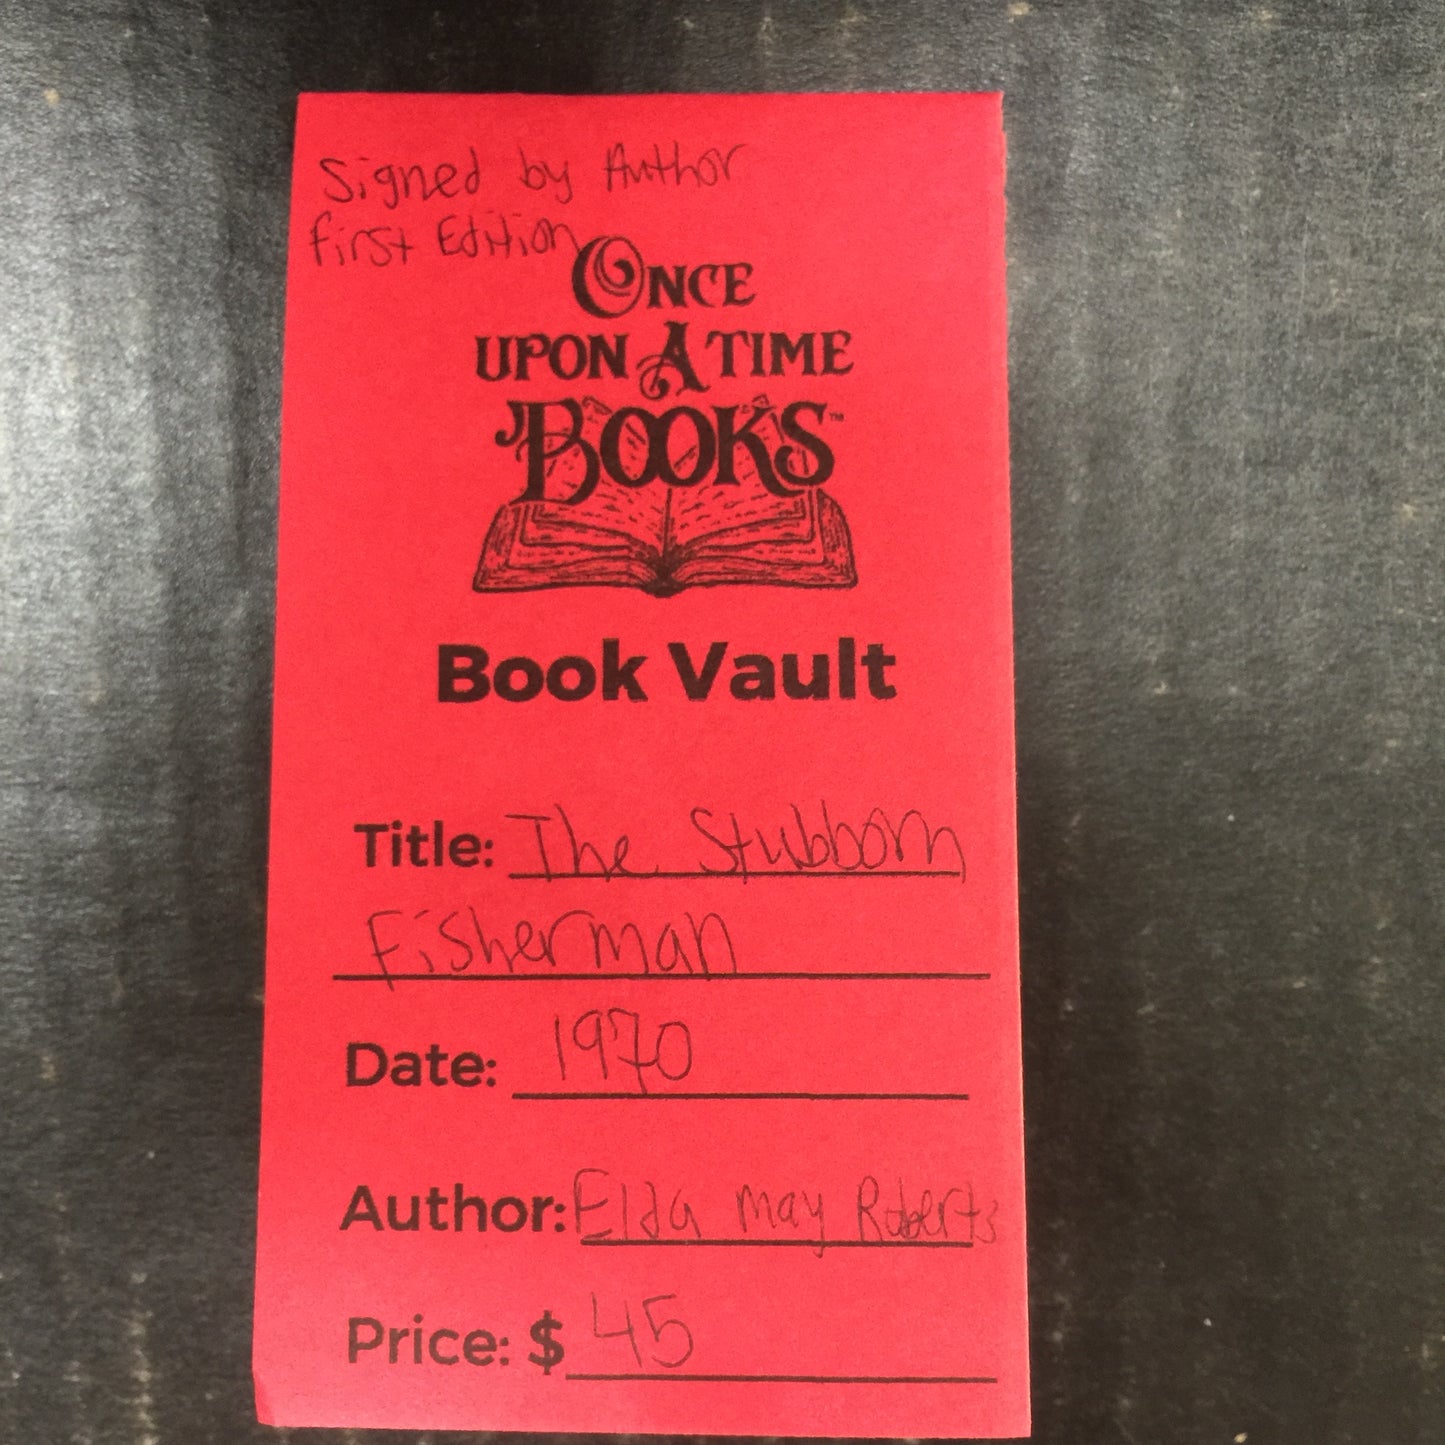 Signed by Author
First Edition
ONCE
UPON A TIME
BOOKS™
Book Vault
Title: The Stubborn
Fisherman
Date: 1970
Author: Elda May Roberts
Price: $ 45